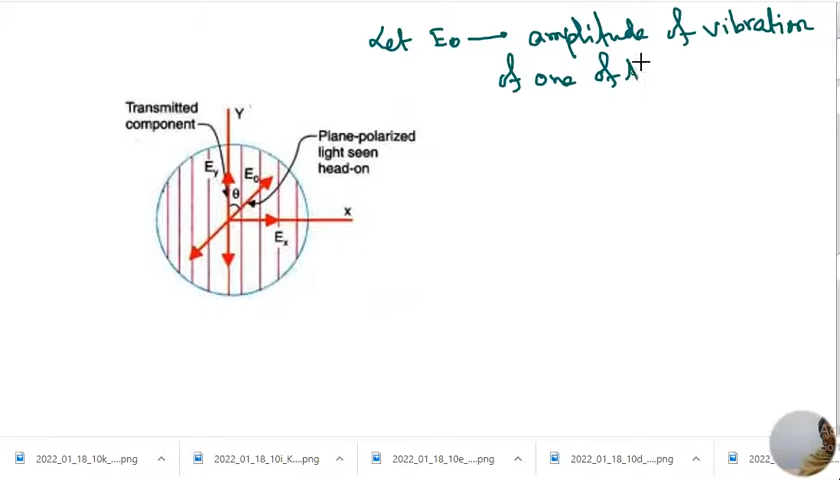 Let E0 — amplitude of vibration
of one of
Transmitted
component
Y
Plane-polarized
light seen
head-on
Ey
E0
θ
X
Ex
2022_01_18_10k_....png
2022_01_18_10i_K....png
2022_01_18_10e_....png
2022_01_18_10d_....png
2022_01_18